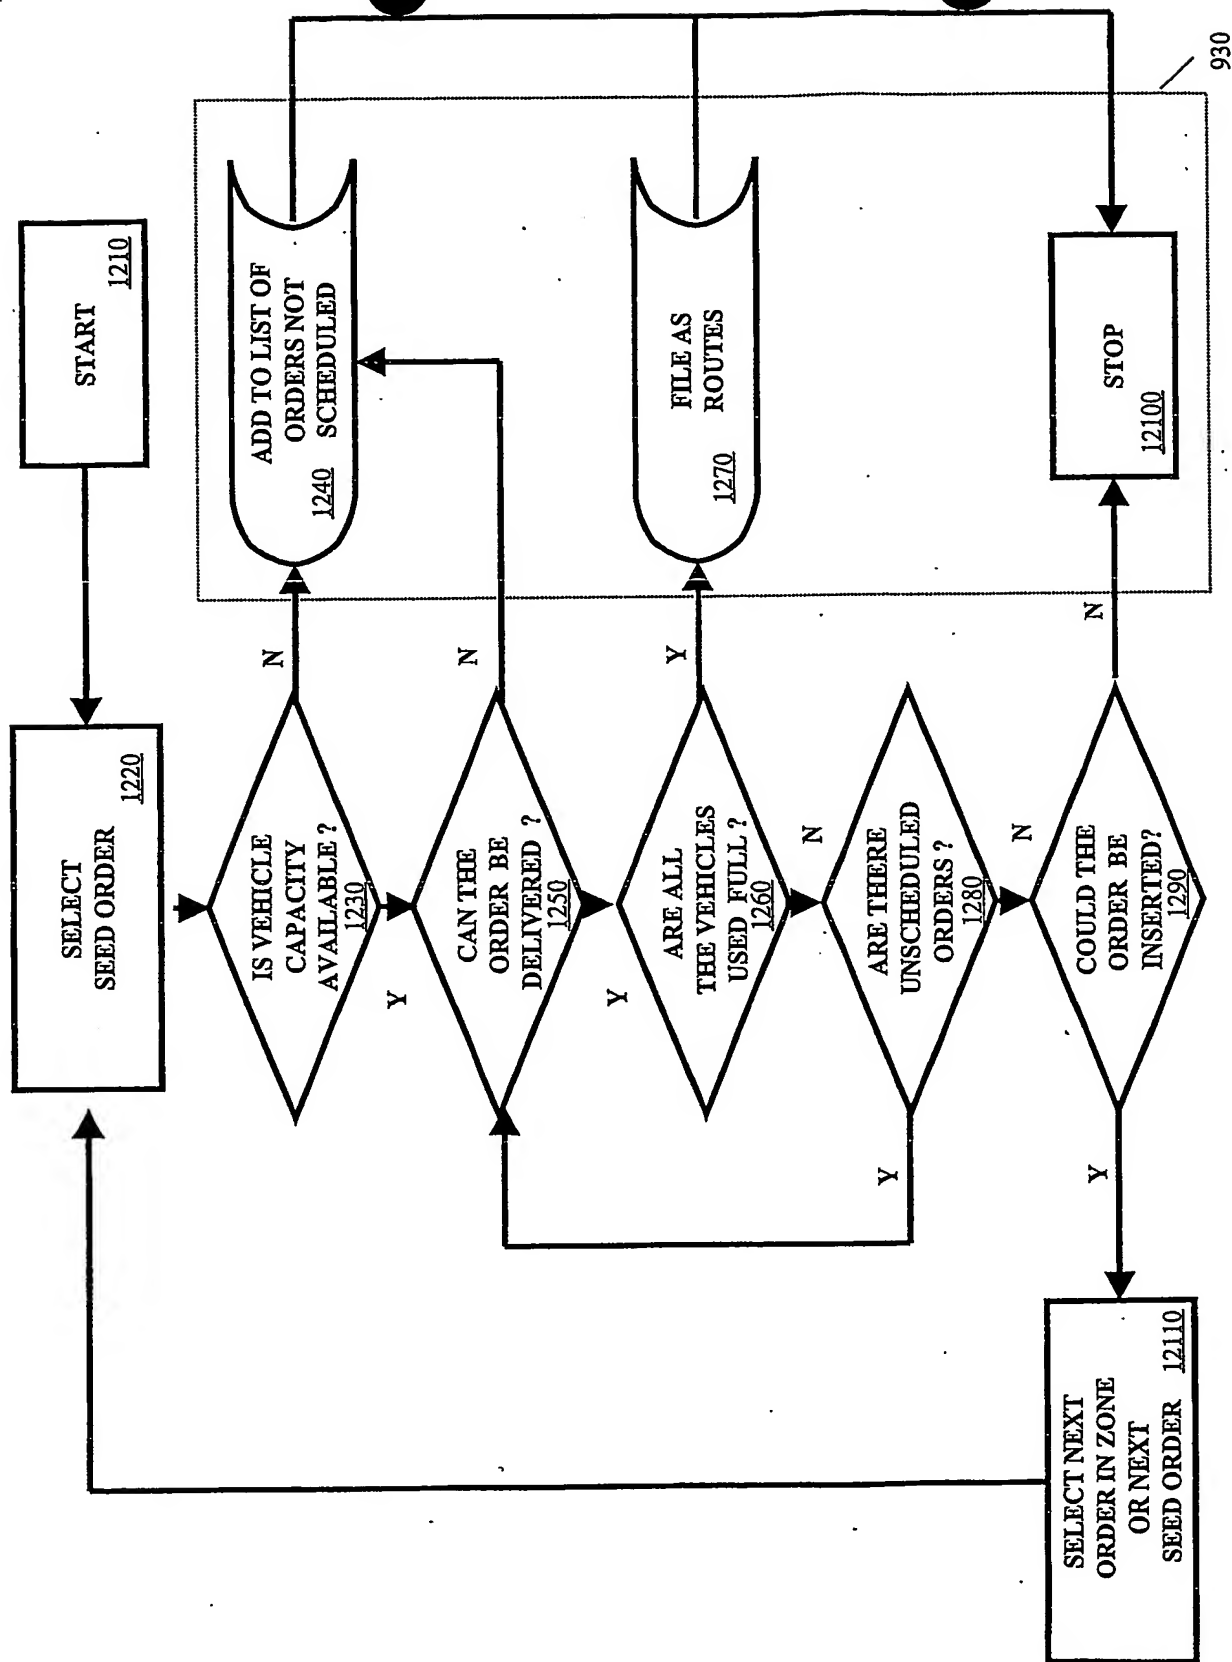 START
1210
SELECT
SEED ORDER
1220
IS VEHICLE
CAPACITY
AVAILABLE ?
1230
N
Y
ADD TO LIST OF
ORDERS NOT
SCHEDULED
1240
CAN THE
ORDER BE
DELIVERED ?
1250
N
Y
ARE ALL
THE VEHICLES
USED FULL ?
1260
Y
N
FILE AS
ROUTES
1270
ARE THERE
UNSCHEDULED
ORDERS ?
1280
Y
N
COULD THE
ORDER BE
INSERTED?
1290
N
Y
STOP
12100
SELECT NEXT
ORDER IN ZONE
OR NEXT
SEED ORDER
12110
930